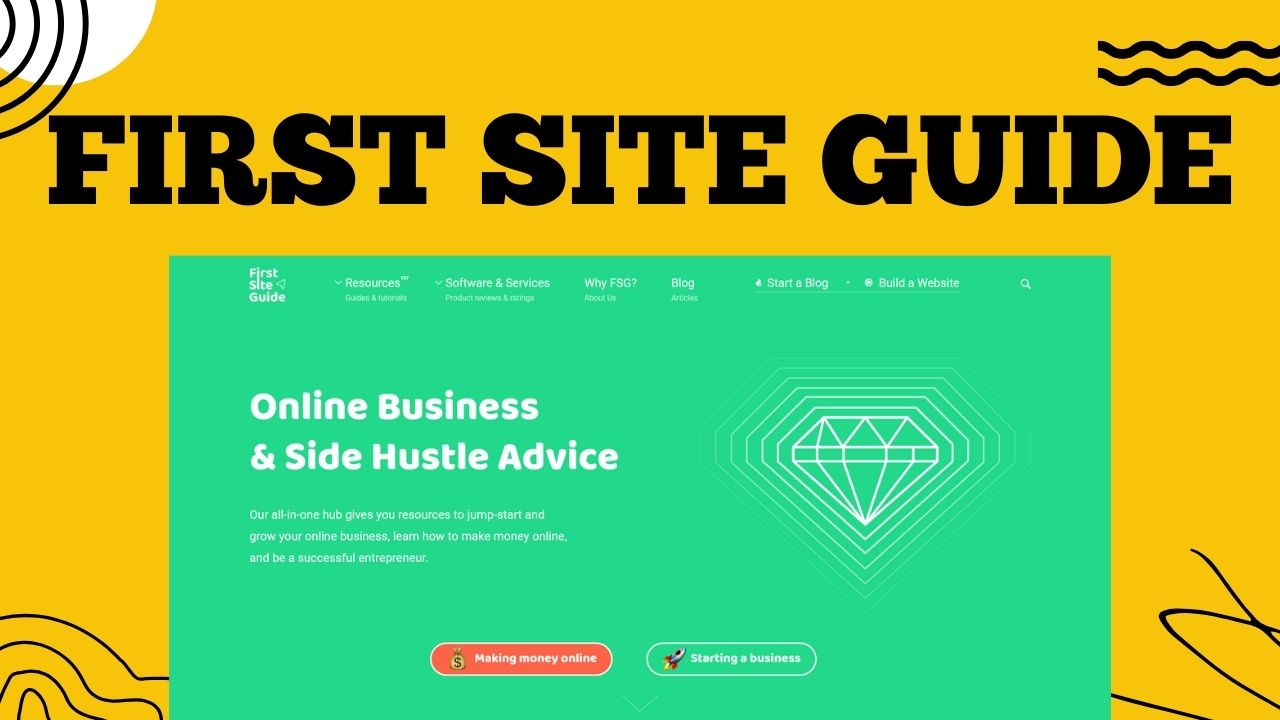 FIRST SITE GUIDE
First
Site
Guide
Resources
Guides & tutorials
Software & Services
Product reviews & ratings
Why FSG?
About Us
Blog
Articles
Start a Blog
Build a Website
Online Business
& Side Hustle Advice
Our all-in-one hub gives you resources to jump-start and
grow your online business, learn how to make money online,
and be a successful entrepreneur.
Making money online
Starting a business